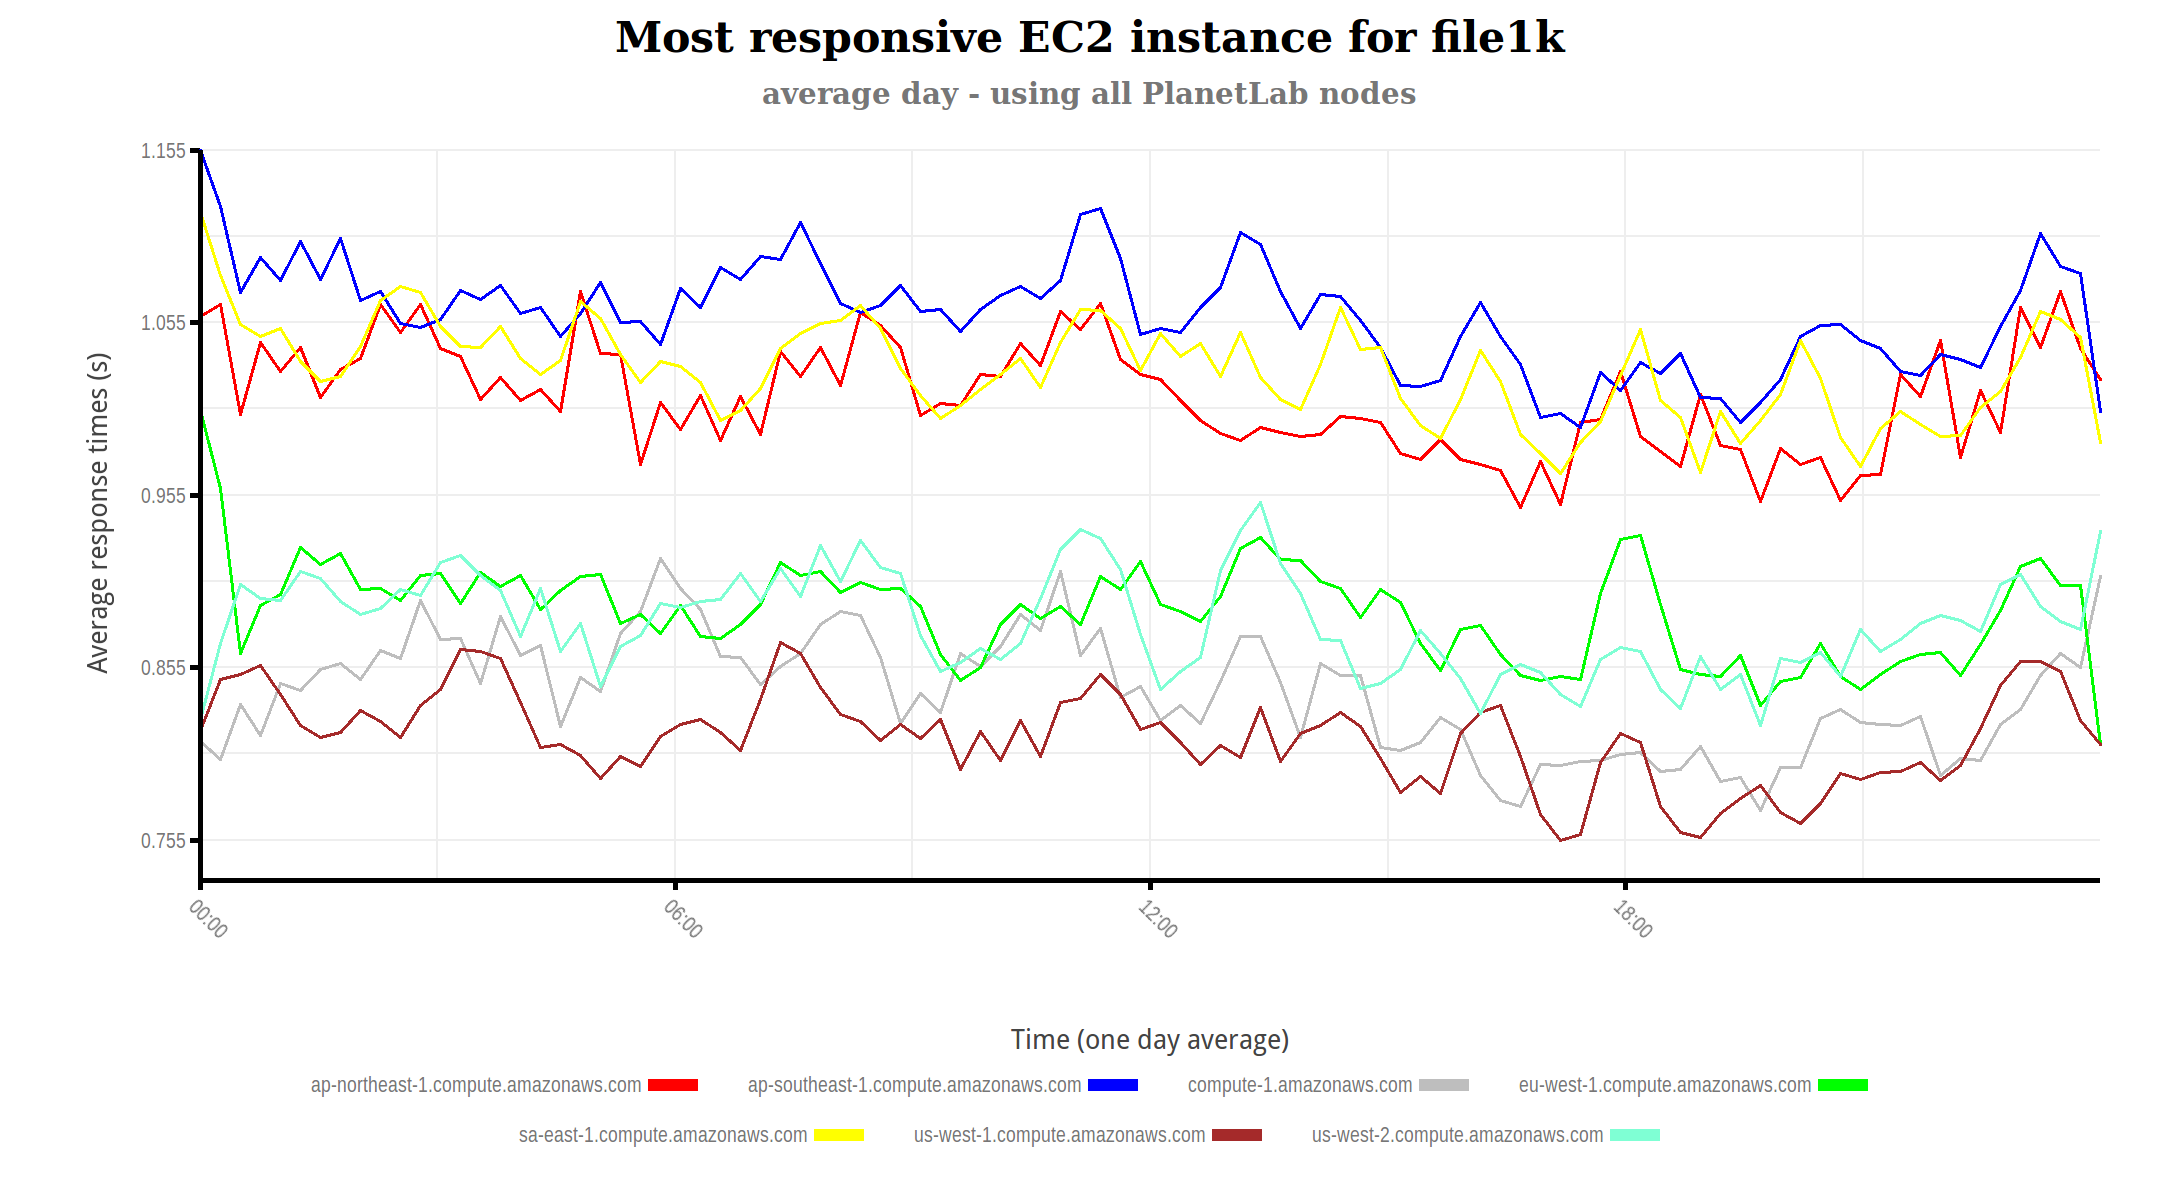 Most responsive EC2 instance for file1k
average day - using all PlanetLab nodes
1.155
1.055
0.955
0.855
0.755
Average response times (s)
00:00
06:00
12:00
18:00
Time (one day average)
ap-northeast-1.compute.amazonaws.com
ap-southeast-1.compute.amazonaws.com
compute-1.amazonaws.com
eu-west-1.compute.amazonaws.com
sa-east-1.compute.amazonaws.com
us-west-1.compute.amazonaws.com
us-west-2.compute.amazonaws.com